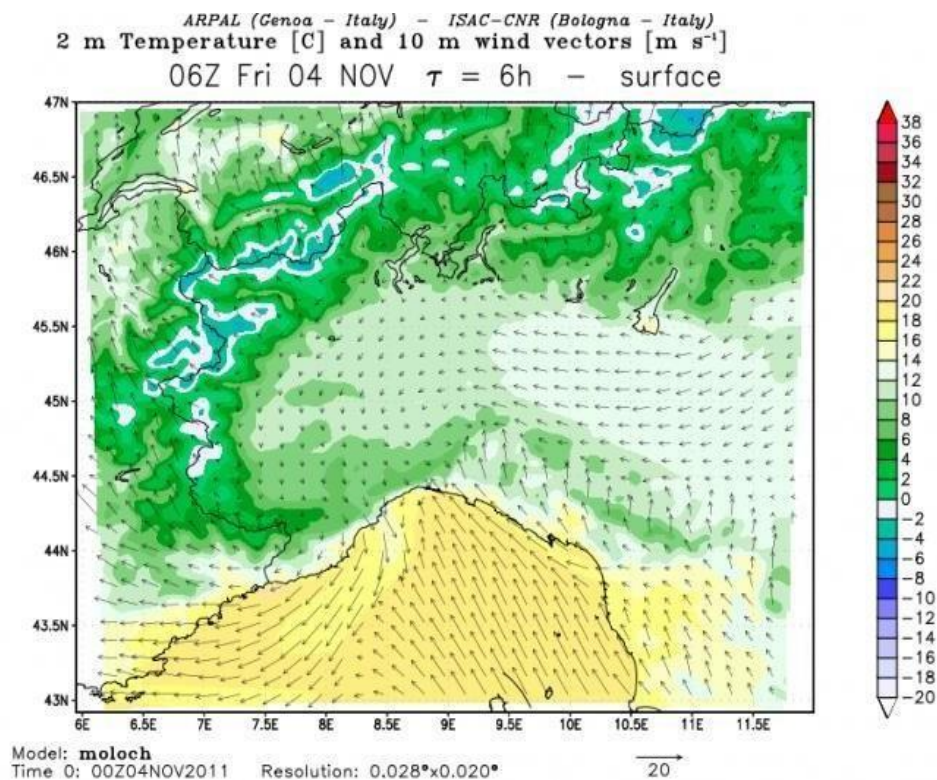 ARPAL (Genoa – Italy) – ISAC–CNR (Bologna – Italy)
2 m Temperature [C] and 10 m wind vectors [m s⁻¹]
06Z Fri 04 NOV τ = 6h – surface
47N
46.5N
46N
45.5N
45N
44.5N
44N
43.5N
43N
6E 6.5E 7E 7.5E 8E 8.5E 9E 9.5E 10E 10.5E 11E 11.5E
38
36
34
32
30
28
26
24
22
20
18
16
14
12
10
8
6
4
2
0
−2
−4
−6
−8
−10
−12
−14
−16
−18
−20
Model: moloch
Time 0: 00Z04NOV2011 Resolution: 0.028°x0.020°
20